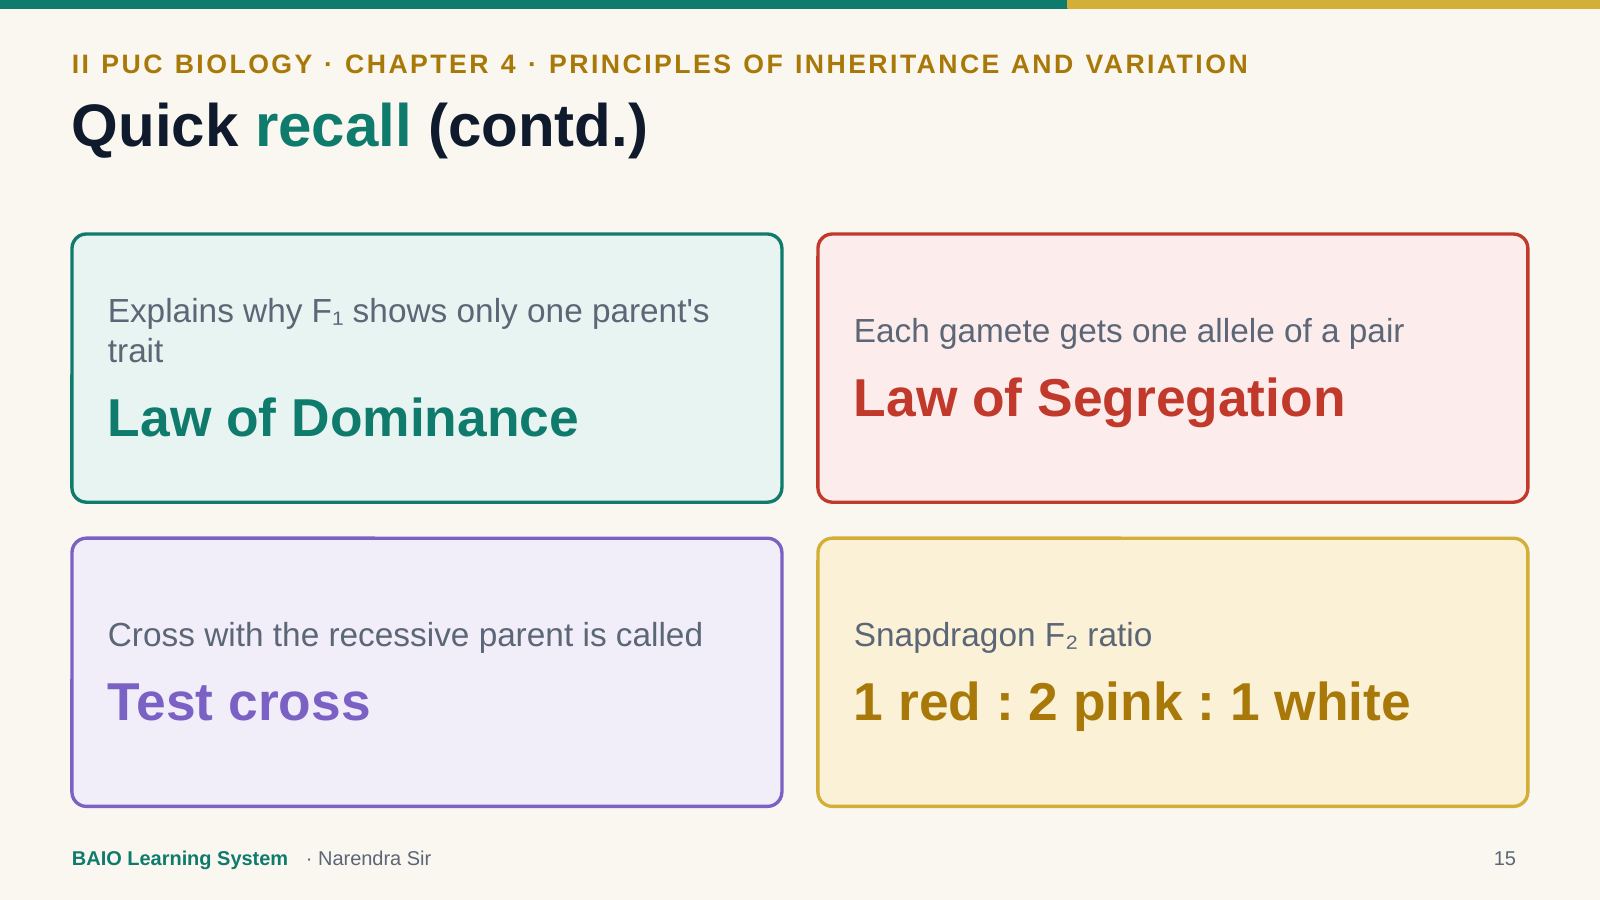 II PUC BIOLOGY · CHAPTER 4 · PRINCIPLES OF INHERITANCE AND VARIATION
Quick recall (contd.)
Explains why F₁ shows only one parent's
trait
Law of Dominance
Each gamete gets one allele of a pair
Law of Segregation
Cross with the recessive parent is called
Test cross
Snapdragon F₂ ratio
1 red : 2 pink : 1 white
BAIO Learning System · Narendra Sir
15